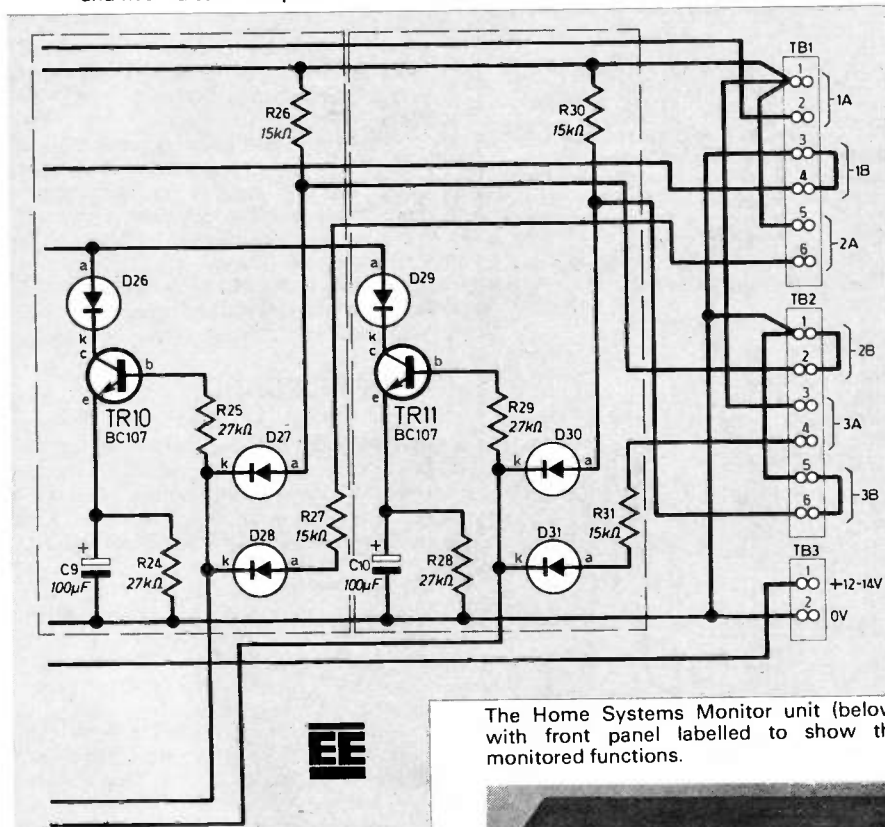 TB1
1
1A
2
R26
15kΩ
R30
15kΩ
3
1B
4
5
2A
6
a
D26
k
c
b
e
TR10
BC107
a
D29
k
c
b
e
TR11
BC107
TB2
1
2B
2
3
3A
4
5
3B
6
R25
27kΩ
D27
k
a
R29
27kΩ
D30
k
a
R27
15kΩ
R31
15kΩ
+
C9
100µF
R24
27kΩ
D28
k
a
+
C10
100µF
R28
27kΩ
D31
k
a
TB3
1
+12-14V
2
0V
EE
The Home Systems Monitor unit (below
with front panel labelled to show th
monitored functions.